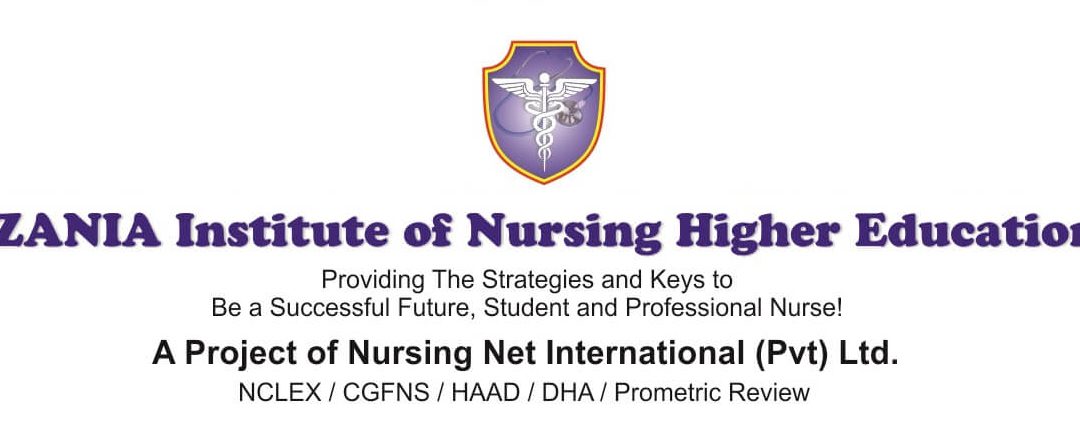 ZANIA Institute of Nursing Higher Education
Providing The Strategies and Keys to
Be a Successful Future, Student and Professional Nurse!
A Project of Nursing Net International (Pvt) Ltd.
NCLEX / CGFNS / HAAD / DHA / Prometric Review